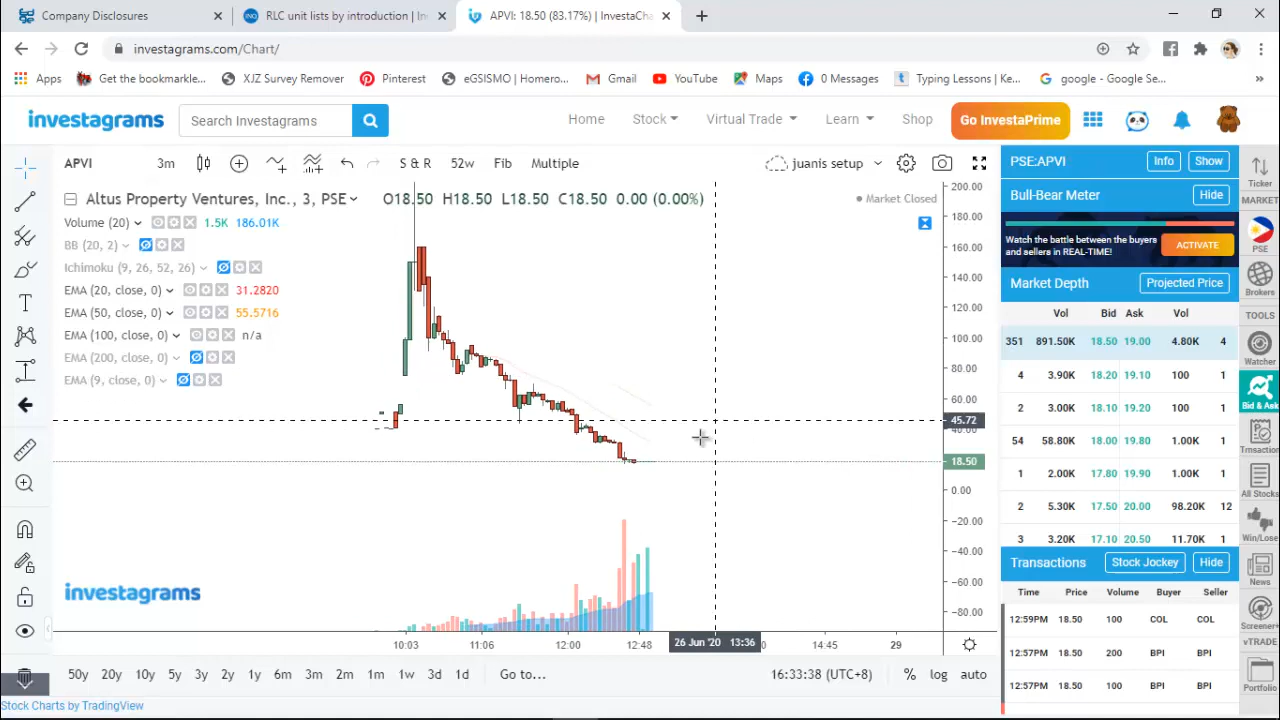 Company Disclosures
RLC unit lists by introduction | In
APVI: 18.50 (83.17%) | InvestaCha
investagrams.com/Chart/
Apps
Get the bookmarkle...
XJZ Survey Remover
Pinterest
eGSISMO | Homero...
Gmail
YouTube
Maps
0 Messages
Typing Lessons | Ke...
google - Google Se...
investagrams
Search Investagrams
Home
Stock
Virtual Trade
Learn
Shop
Go InvestaPrime
APVI
3m
S & R
52w
Fib
Multiple
juanis setup
Altus Property Ventures, Inc., 3, PSE
O18.50 H18.50 L18.50 C18.50 0.00 (0.00%)
Market Closed
Volume (20) 1.5K 186.01K
BB (20, 2)
Ichimoku (9, 26, 52, 26)
EMA (20, close, 0) 31.2820
EMA (50, close, 0) 55.5716
EMA (100, close, 0) n/a
EMA (200, close, 0)
EMA (9, close, 0)
200.00
180.00
160.00
140.00
120.00
100.00
80.00
60.00
45.72
40.00
18.50
0.00
-20.00
-40.00
-60.00
-80.00
investagrams
10:03
11:06
12:00
12:48
26 Jun '20 13:36
14:45
29
50y
20y
10y
5y
3y
2y
1y
6m
3m
2m
1m
1w
3d
1d
Go to...
16:33:38 (UTC+8)
%
log
auto
Stock Charts by TradingView
PSE:APVI
Info
Show
Bull-Bear Meter
Hide
Watch the battle between the buyers
and sellers in REAL-TIME!
ACTIVATE
Market Depth
Projected Price
Vol Bid Ask Vol
351 891.50K 18.50 19.00 4.80K 4
4 3.90K 18.20 19.10 100 1
2 3.00K 18.10 19.20 100 1
54 58.80K 18.00 19.80 1.00K 1
1 2.00K 17.80 19.90 1.00K 1
2 5.30K 17.50 20.00 98.20K 12
3 3.20K 17.10 20.50 11.70K 1
Transactions
Stock Jockey
Hide
Time Price Volume Buyer Seller
12:59PM 18.50 100 COL COL
12:57PM 18.50 200 BPI BPI
12:57PM 18.50 100 BPI BPI
Ticker
MARKET
PSE
Brokers
TOOLS
Watcher
Bid & Ask
Trnsaction
All Stocks
Win/Lose
News
Screener+
vTRADE
Portfolio